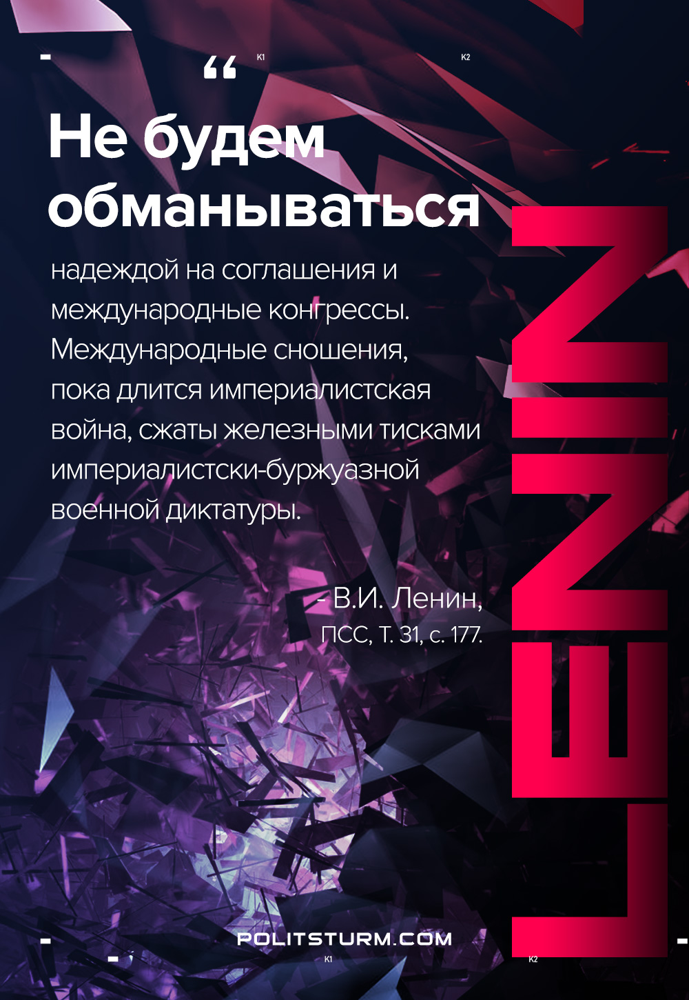 K1 K2
“
Не будем
обманываться
надеждой на соглашения и
международные конгрессы.
Международные сношения,
пока длится империалистская
война, сжаты железными тисками
империалистски-буржуазной
военной диктатуры.
- В.И. Ленин,
ПСС, Т. 31, с. 177.
LENIN
POLITSTURM.COM
K1 K2